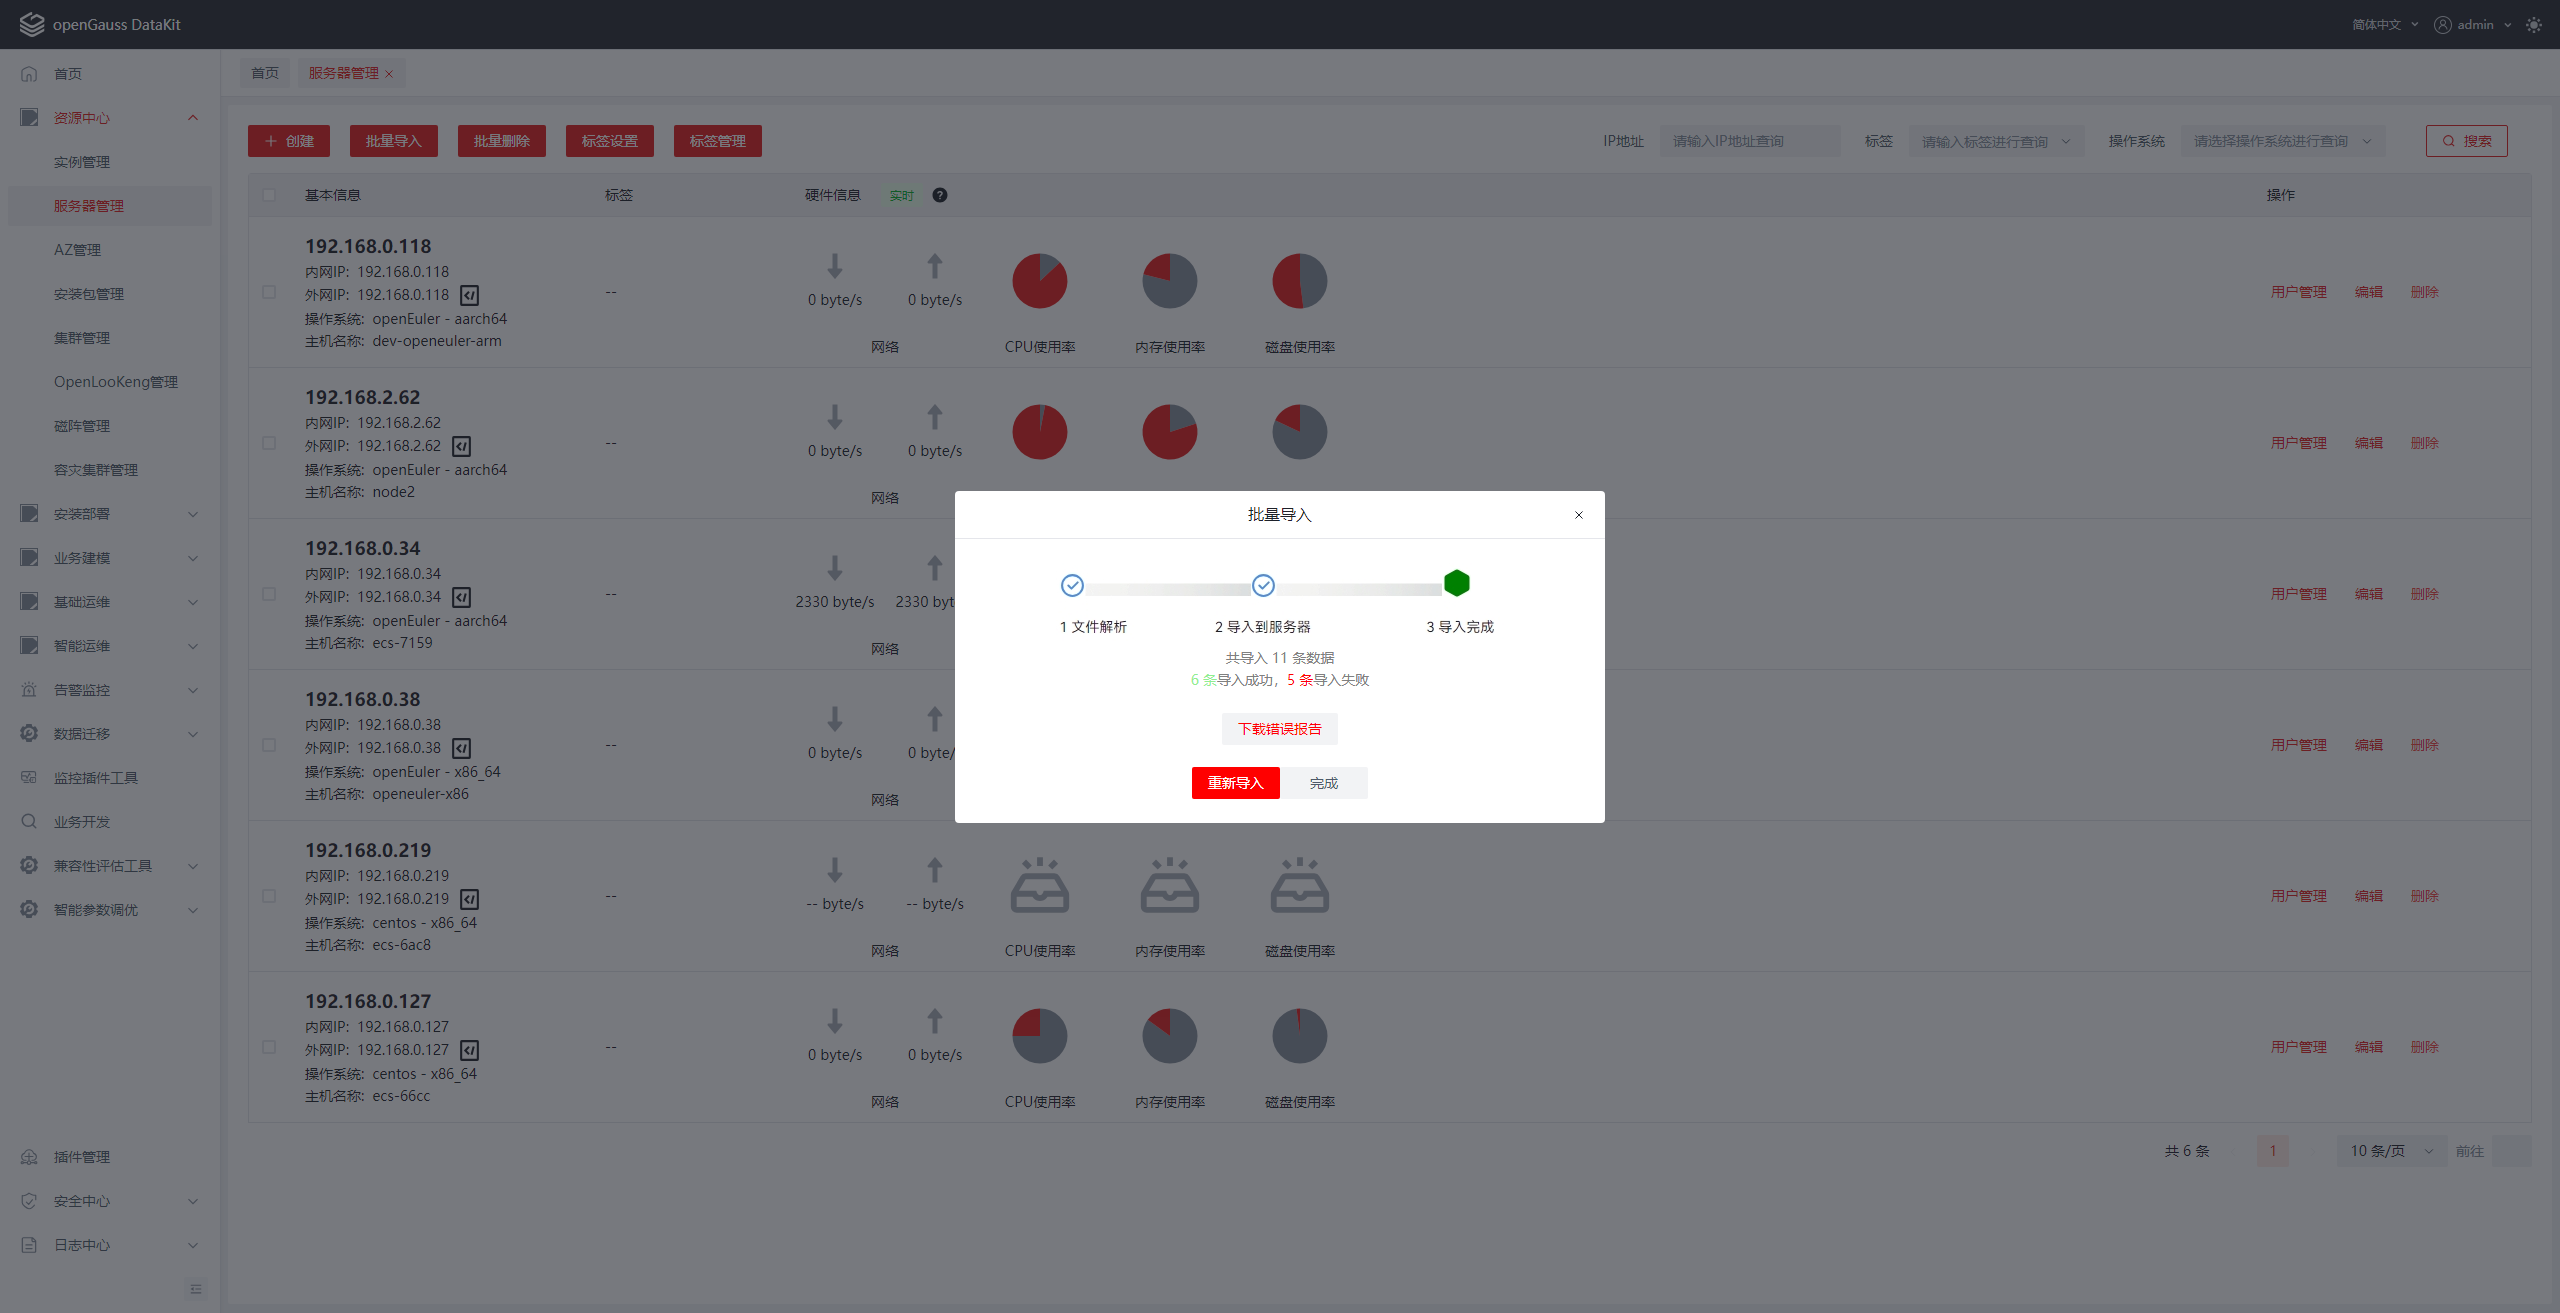 openGauss DataKit
简体中文
admin
首页
资源中心
实例管理
服务器管理
AZ管理
安装包管理
集群管理
OpenLooKeng管理
磁阵管理
容灾集群管理
安装部署
业务建模
基础运维
智能运维
告警监控
数据迁移
监控插件工具
业务开发
兼容性评估工具
智能参数调优
插件管理
安全中心
日志中心
首页
服务器管理
创建
批量导入
批量删除
标签设置
标签管理
IP地址
请输入IP地址查询
标签
请输入标签进行查询
操作系统
请选择操作系统进行查询
搜索
基本信息
标签
硬件信息
实时
操作
192.168.0.118
内网IP: 192.168.0.118
外网IP: 192.168.0.118
操作系统: openEuler - aarch64
主机名称: dev-openeuler-arm
--
0 byte/s
0 byte/s
网络
CPU使用率
内存使用率
磁盘使用率
用户管理
编辑
删除
192.168.2.62
内网IP: 192.168.2.62
外网IP: 192.168.2.62
操作系统: openEuler - aarch64
主机名称: node2
--
0 byte/s
0 byte/s
网络
用户管理
编辑
删除
192.168.0.34
内网IP: 192.168.0.34
外网IP: 192.168.0.34
操作系统: openEuler - aarch64
主机名称: ecs-7159
--
2330 byte/s
2330 byt
网络
用户管理
编辑
删除
192.168.0.38
内网IP: 192.168.0.38
外网IP: 192.168.0.38
操作系统: openEuler - x86_64
主机名称: openeuler-x86
--
0 byte/s
0 byte/
网络
用户管理
编辑
删除
192.168.0.219
内网IP: 192.168.0.219
外网IP: 192.168.0.219
操作系统: centos - x86_64
主机名称: ecs-6ac8
--
-- byte/s
-- byte/s
网络
CPU使用率
内存使用率
磁盘使用率
用户管理
编辑
删除
192.168.0.127
内网IP: 192.168.0.127
外网IP: 192.168.0.127
操作系统: centos - x86_64
主机名称: ecs-66cc
--
0 byte/s
0 byte/s
网络
CPU使用率
内存使用率
磁盘使用率
用户管理
编辑
删除
共 6 条
1
10 条/页
前往
批量导入
1 文件解析
2 导入到服务器
3 导入完成
共导入 11 条数据
6 条导入成功，5 条导入失败
下载错误报告
重新导入
完成